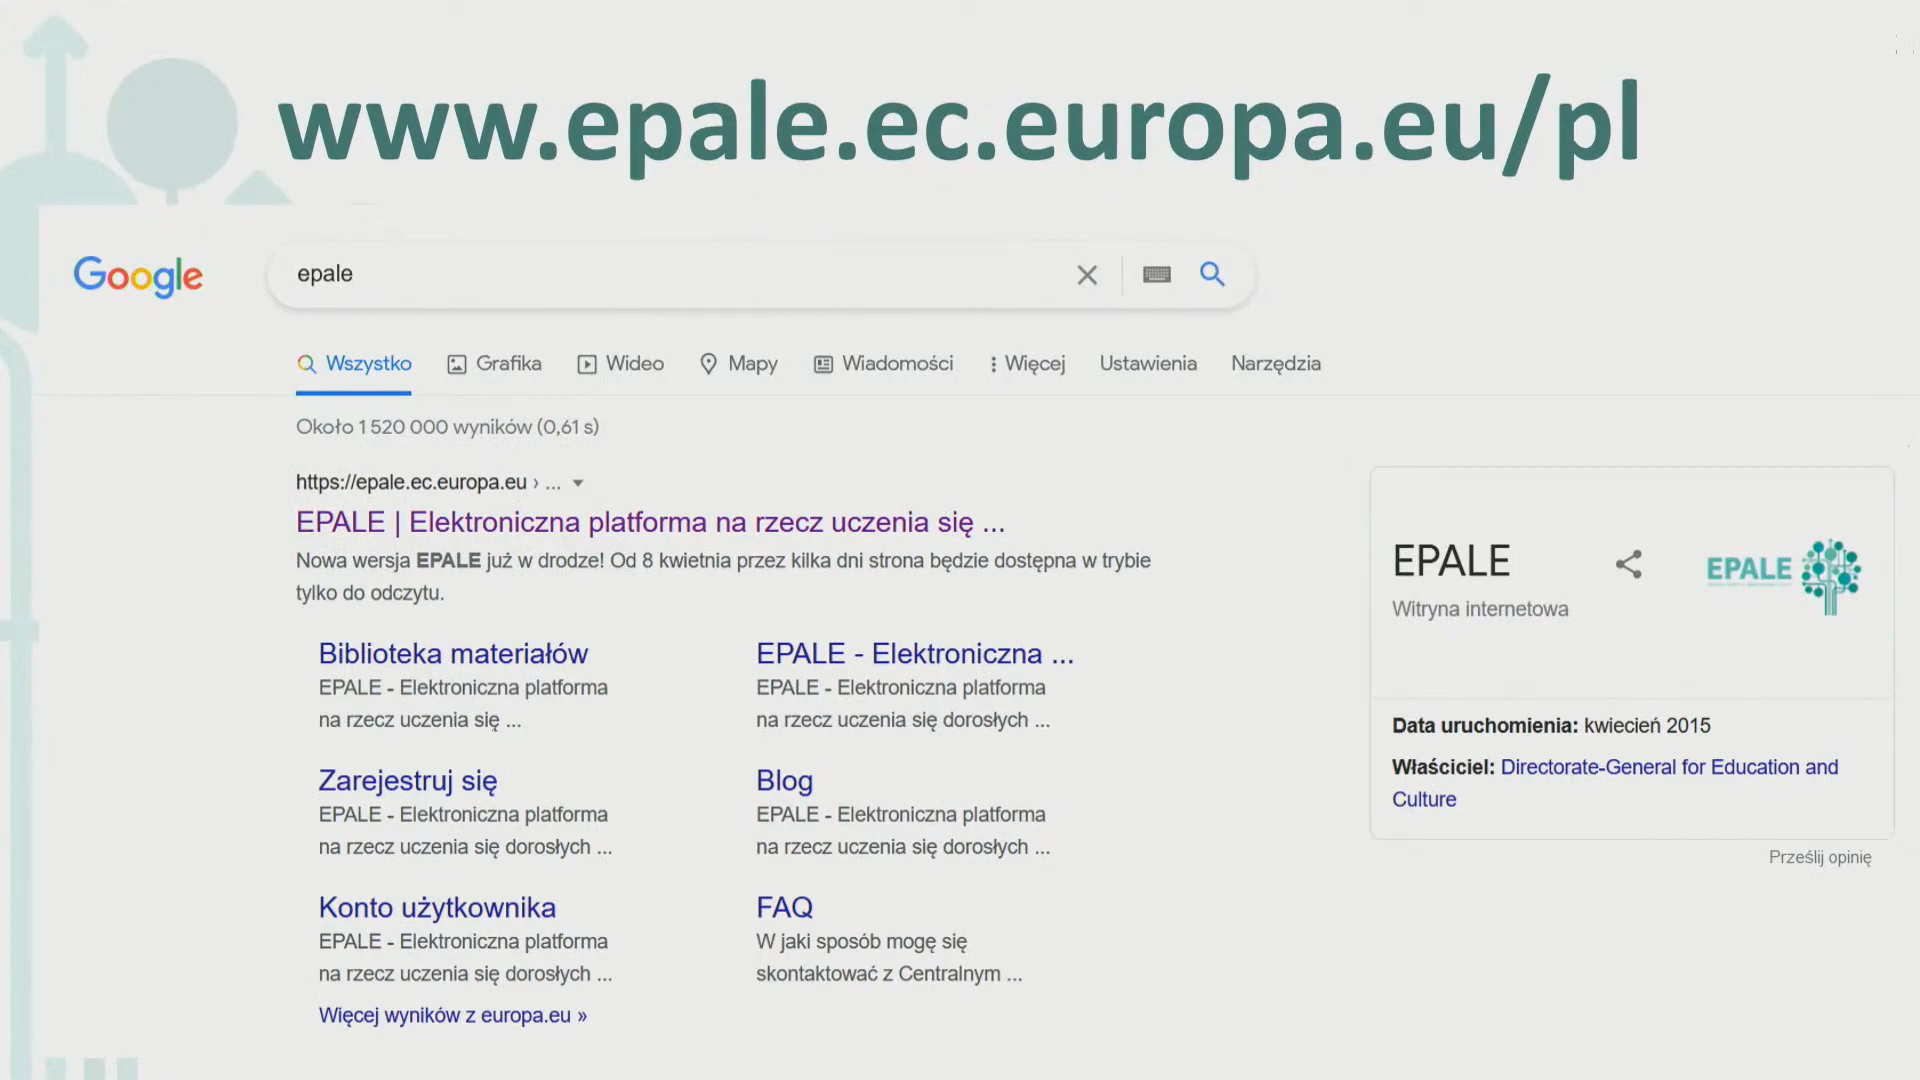 www.epale.ec.europa.eu/pl
Google
epale
Wszystko Grafika Wideo Mapy Wiadomości Więcej Ustawienia Narzędzia
Około 1 520 000 wyników (0,61 s)
https://epale.ec.europa.eu › ...
EPALE | Elektroniczna platforma na rzecz uczenia się ...
Nowa wersja EPALE już w drodze! Od 8 kwietnia przez kilka dni strona będzie dostępna w trybie
tylko do odczytu.
Biblioteka materiałów
EPALE - Elektroniczna platforma
na rzecz uczenia się ...
EPALE - Elektroniczna ...
EPALE - Elektroniczna platforma
na rzecz uczenia się dorosłych ...
Zarejestruj się
EPALE - Elektroniczna platforma
na rzecz uczenia się dorosłych ...
Blog
EPALE - Elektroniczna platforma
na rzecz uczenia się dorosłych ...
Konto użytkownika
EPALE - Elektroniczna platforma
na rzecz uczenia się dorosłych ...
FAQ
W jaki sposób mogę się
skontaktować z Centralnym ...
Więcej wyników z europa.eu »
EPALE
Witryna internetowa
EPALE
Data uruchomienia: kwiecień 2015
Właściciel: Directorate-General for Education and
Culture
Prześlij opinię